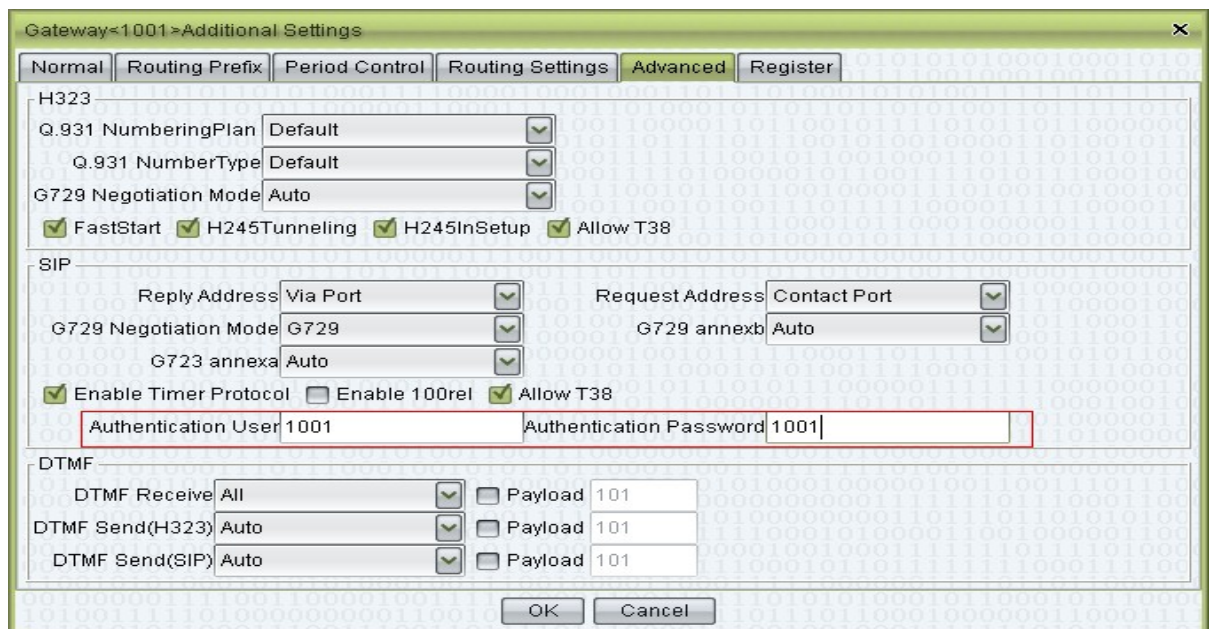 Gateway<1001>Additional Settings
Normal Routing Prefix Period Control Routing Settings Advanced Register
H323
Q.931 NumberingPlan Default
Q.931 NumberType Default
G729 Negotiation Mode Auto
FastStart H245Tunneling H245InSetup Allow T38
SIP
Reply Address Via Port Request Address Contact Port
G729 Negotiation Mode G729 G729 annexb Auto
G723 annexa Auto
Enable Timer Protocol Enable 100rel Allow T38
Authentication User 1001 Authentication Password 1001
DTMF
DTMF Receive All Payload 101
DTMF Send(H323) Auto Payload 101
DTMF Send(SIP) Auto Payload 101
OK Cancel